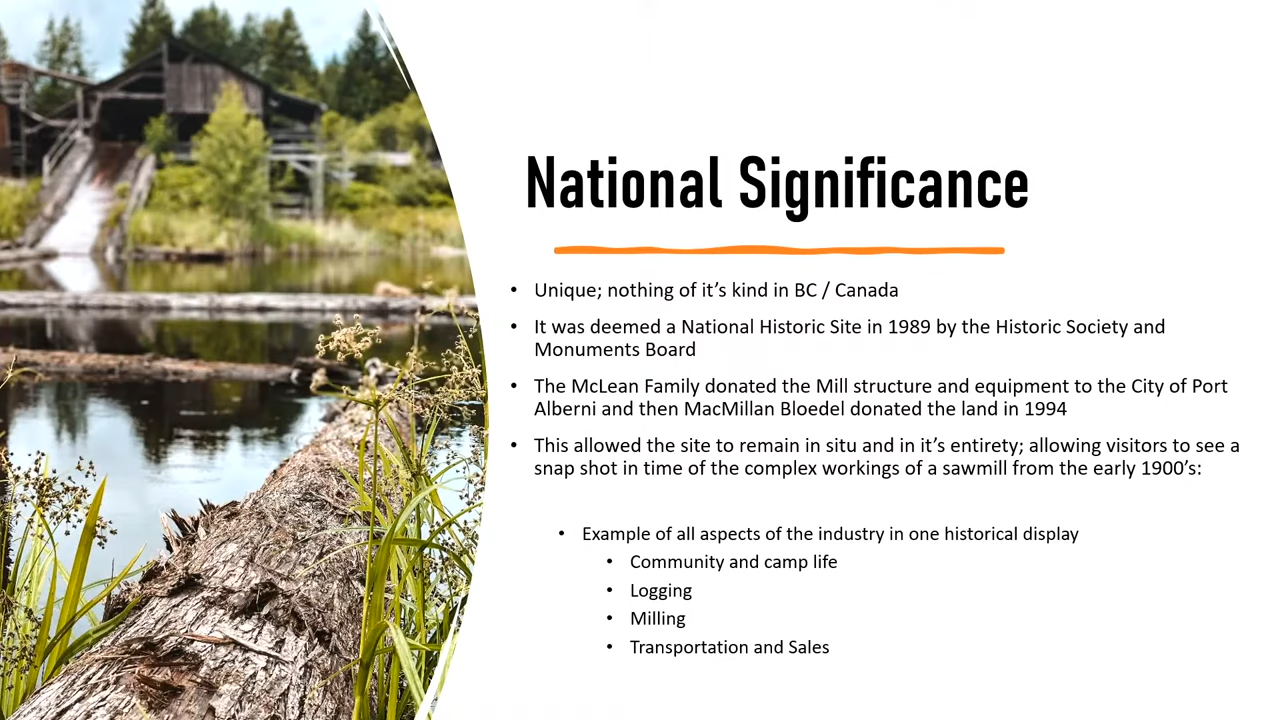 National Significance
• Unique; nothing of it’s kind in BC / Canada
• It was deemed a National Historic Site in 1989 by the Historic Society and
Monuments Board
• The McLean Family donated the Mill structure and equipment to the City of Port
Alberni and then MacMillan Bloedel donated the land in 1994
• This allowed the site to remain in situ and in it’s entirety; allowing visitors to see a
snap shot in time of the complex workings of a sawmill from the early 1900’s:
• Example of all aspects of the industry in one historical display
• Community and camp life
• Logging
• Milling
• Transportation and Sales